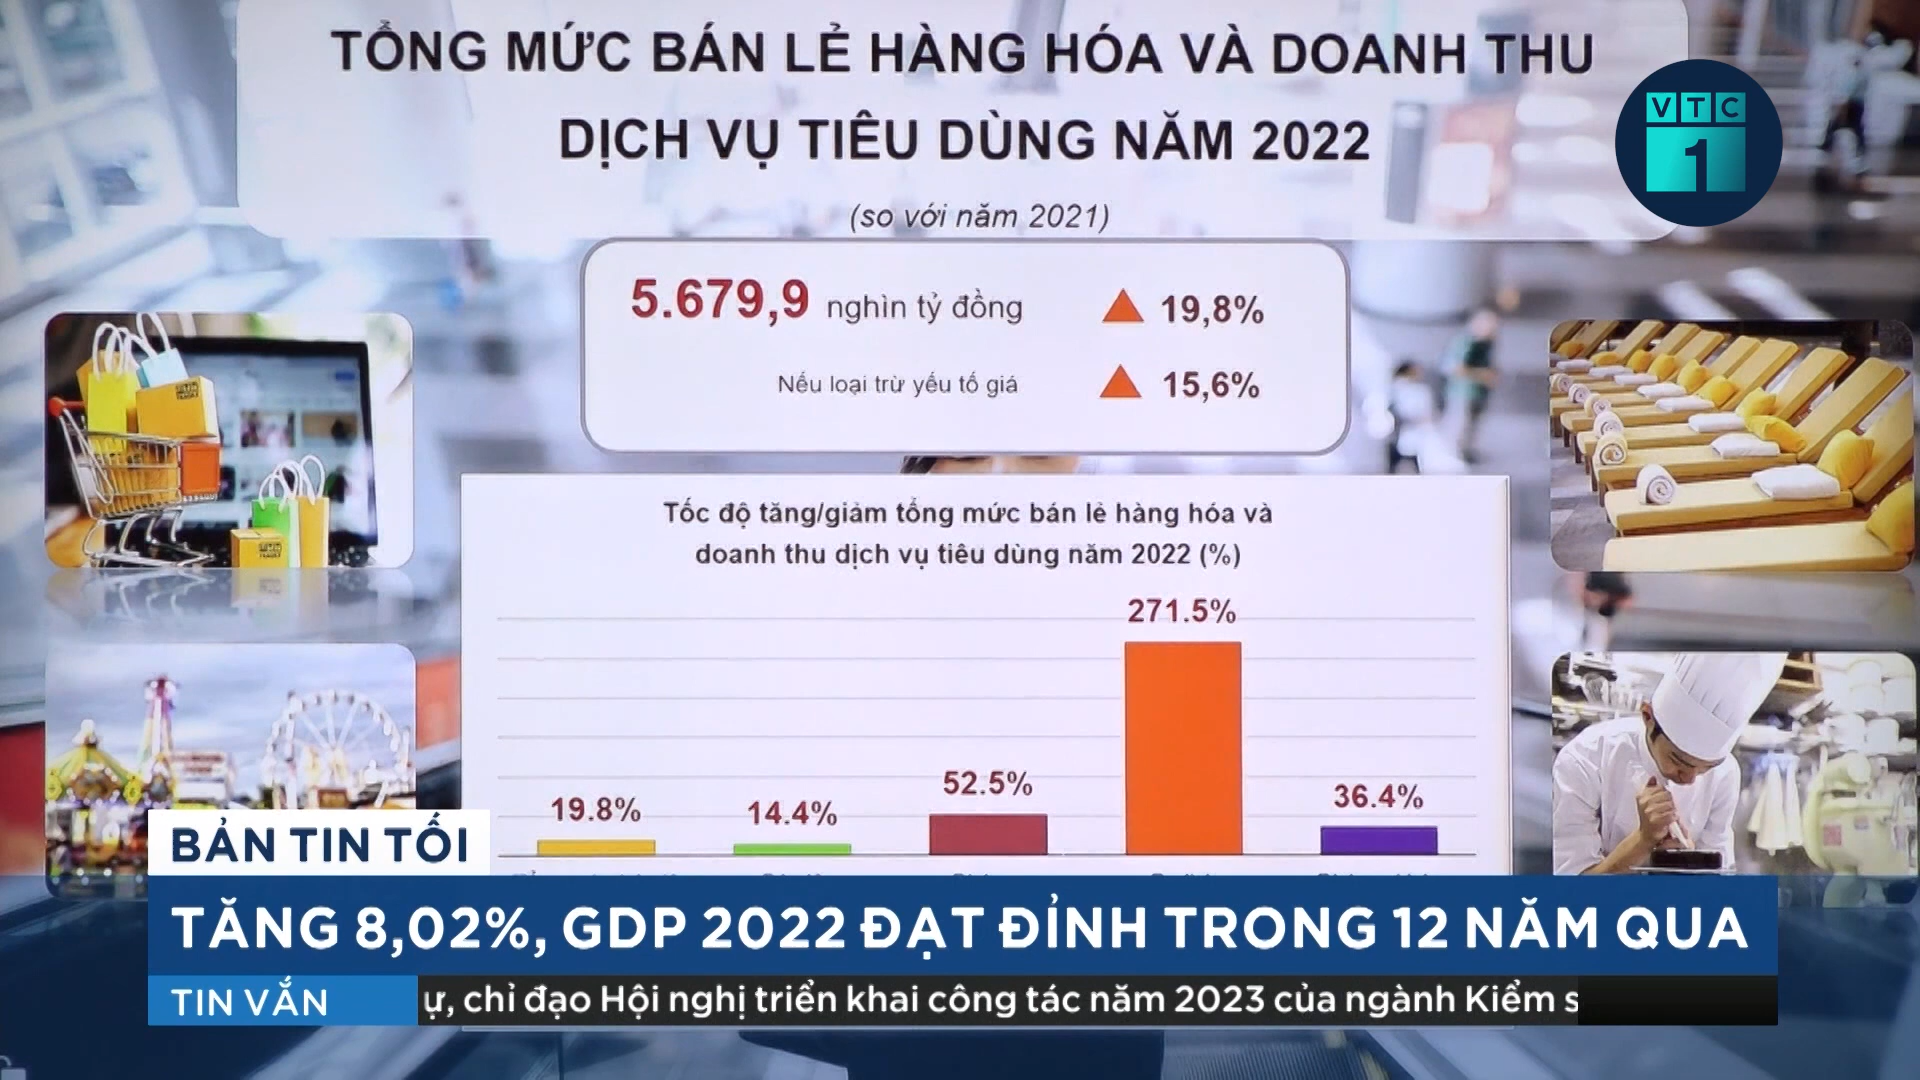 TỔNG MỨC BÁN LẺ HÀNG HÓA VÀ DOANH THU
DỊCH VỤ TIÊU DÙNG NĂM 2022
(so với năm 2021)
VTC
1
5.679,9 nghìn tỷ đồng 19,8%
Nếu loại trừ yếu tố giá 15,6%
Tốc độ tăng/giảm tổng mức bán lẻ hàng hóa và
doanh thu dịch vụ tiêu dùng năm 2022 (%)
19.8% 14.4% 52.5% 271.5% 36.4%
BẢN TIN TỐI
TĂNG 8,02%, GDP 2022 ĐẠT ĐỈNH TRONG 12 NĂM QUA
TIN VẮN
ự, chỉ đạo Hội nghị triển khai công tác năm 2023 của ngành Kiểm s